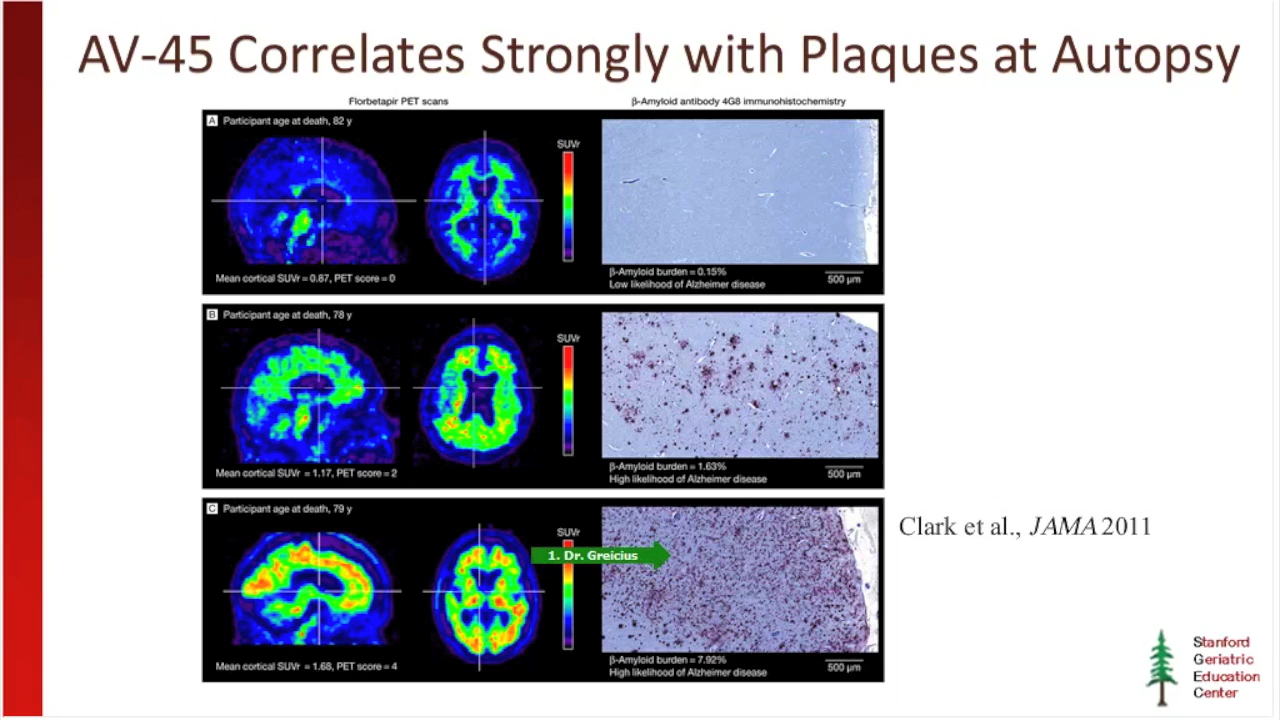 AV-45 Correlates Strongly with Plaques at Autopsy
Florbetapir PET scans
β-Amyloid antibody 4G8 immunohistochemistry
A Participant age at death, 82 y
SUVr
Mean cortical SUVr = 0.87, PET score = 0
β-Amyloid burden = 0.15%
Low likelihood of Alzheimer disease
500 μm
B Participant age at death, 78 y
SUVr
Mean cortical SUVr = 1.17, PET score = 2
β-Amyloid burden = 1.63%
High likelihood of Alzheimer disease
500 μm
C Participant age at death, 79 y
SUVr
1. Dr. Greicius
Mean cortical SUVr = 1.68, PET score = 4
β-Amyloid burden = 7.92%
High likelihood of Alzheimer disease
500 μm
Clark et al., JAMA 2011
Stanford
Geriatric
Education
Center